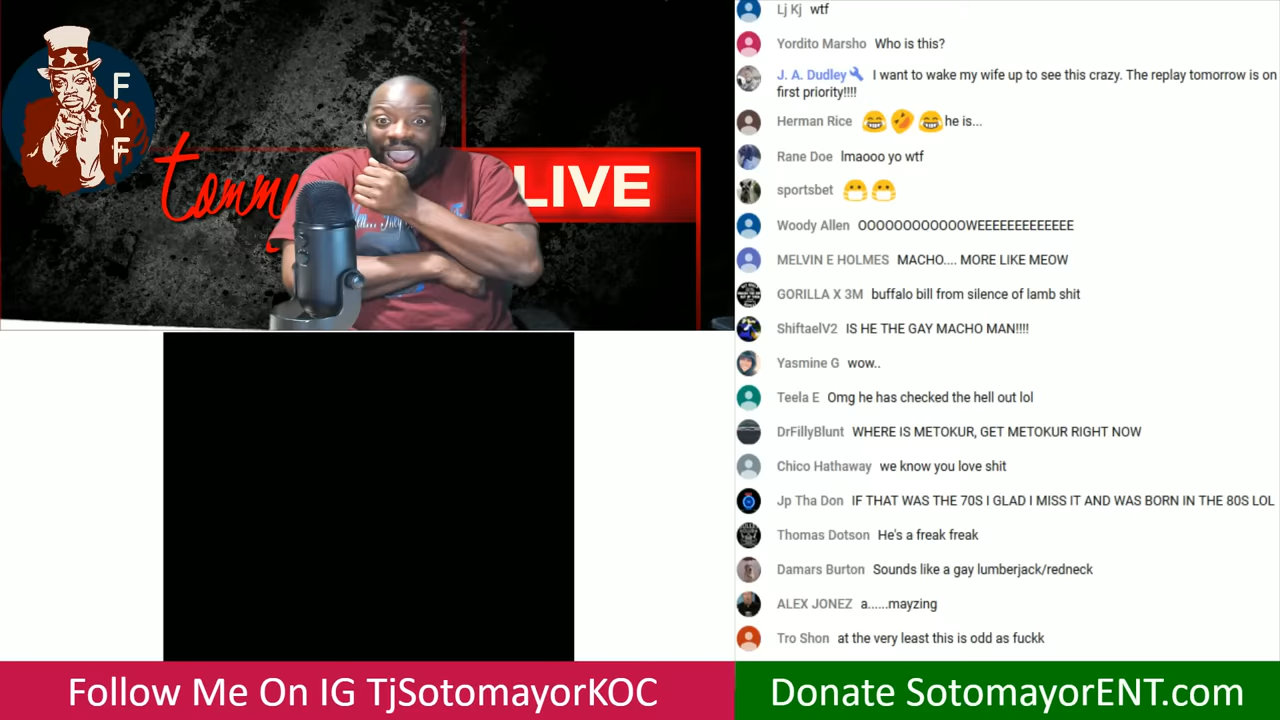 F
Y
F
tommy
LIVE
Lj Kj wtf
Yordito Marsho Who is this?
J. A. Dudley I want to wake my wife up to see this crazy. The replay tomorrow is on
first priority!!!!
Herman Rice 😂🤣😂he is...
Rane Doe lmaooo yo wtf
sportsbet 😷😷
Woody Allen OOOOOOOOOOOOWEEEEEEEEEEEEE
MELVIN E HOLMES MACHO.... MORE LIKE MEOW
GORILLA X 3M buffalo bill from silence of lamb shit
ShiftaelV2 IS HE THE GAY MACHO MAN!!!!
Yasmine G wow..
Teela E Omg he has checked the hell out lol
DrFillyBlunt WHERE IS METOKUR, GET METOKUR RIGHT NOW
Chico Hathaway we know you love shit
Jp Tha Don IF THAT WAS THE 70S I GLAD I MISS IT AND WAS BORN IN THE 80S LOL
Thomas Dotson He's a freak freak
Damars Burton Sounds like a gay lumberjack/redneck
ALEX JONEZ a......mayzing
Tro Shon at the very least this is odd as fuckk
Follow Me On IG TjSotomayorKOC
Donate SotomayorENT.com